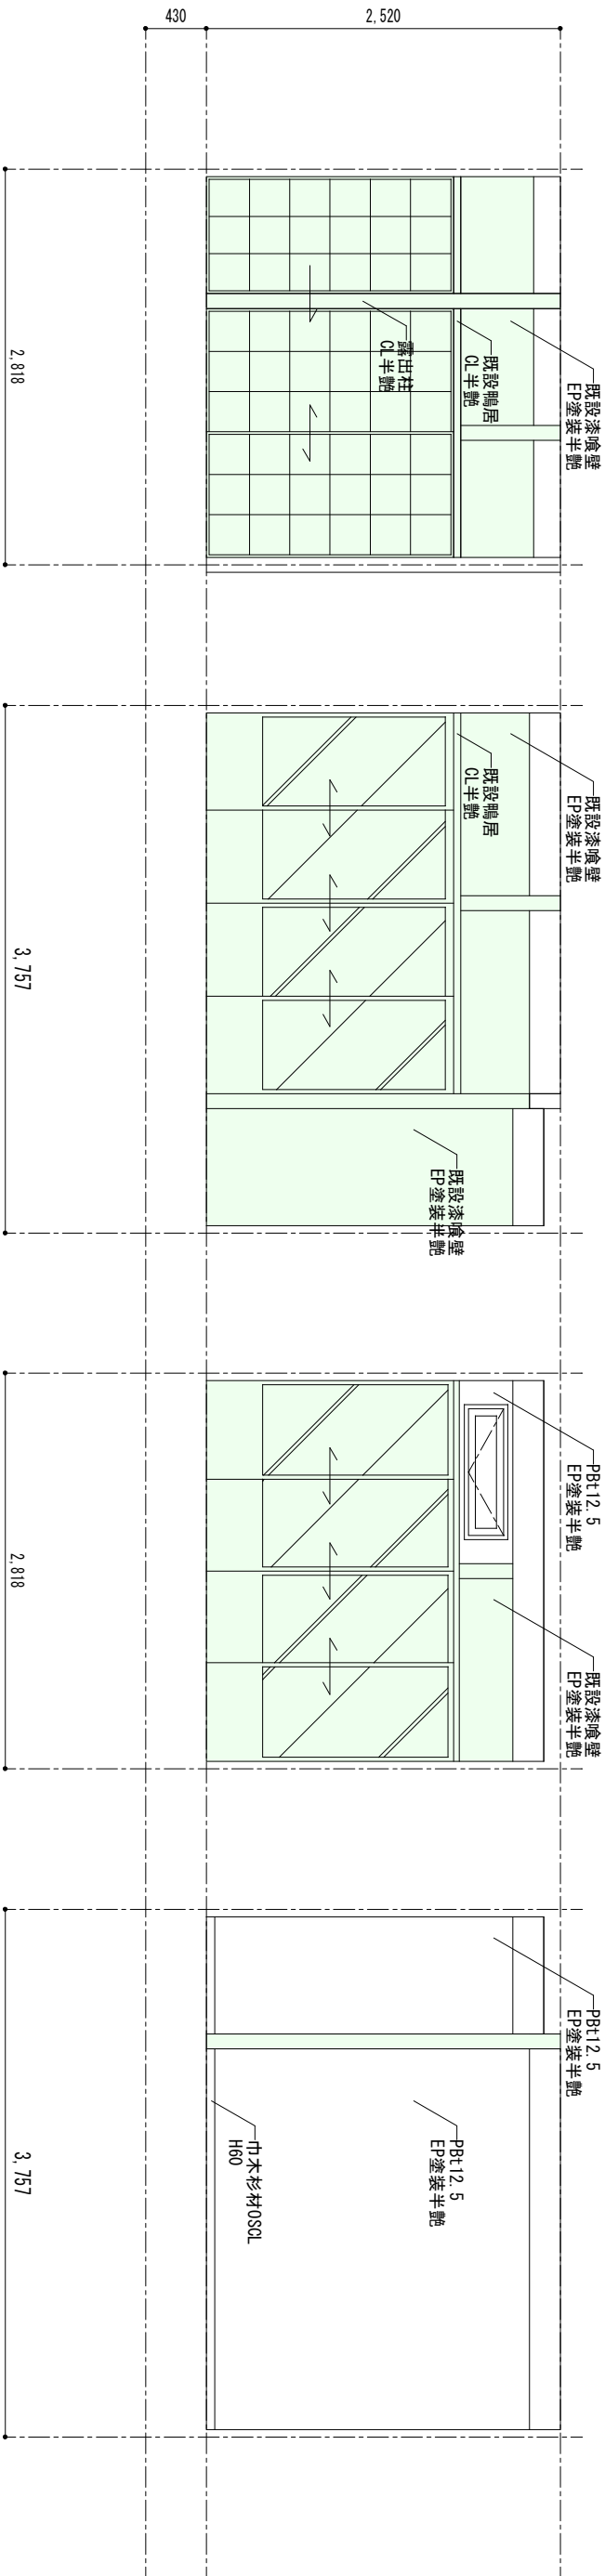 430
2,520
2,818
露出柱
CL半艶
既設鴨居
CL半艶
既設漆喰壁
EP塗装半艶
3,757
既設鴨居
CL半艶
既設漆喰壁
EP塗装半艶
既設漆喰壁
EP塗装半艶
2,818
PBt12.5
EP塗装半艶
既設漆喰壁
EP塗装半艶
3,757
PBt12.5
EP塗装半艶
PBt12.5
EP塗装半艶
巾木杉材OSCL
H60